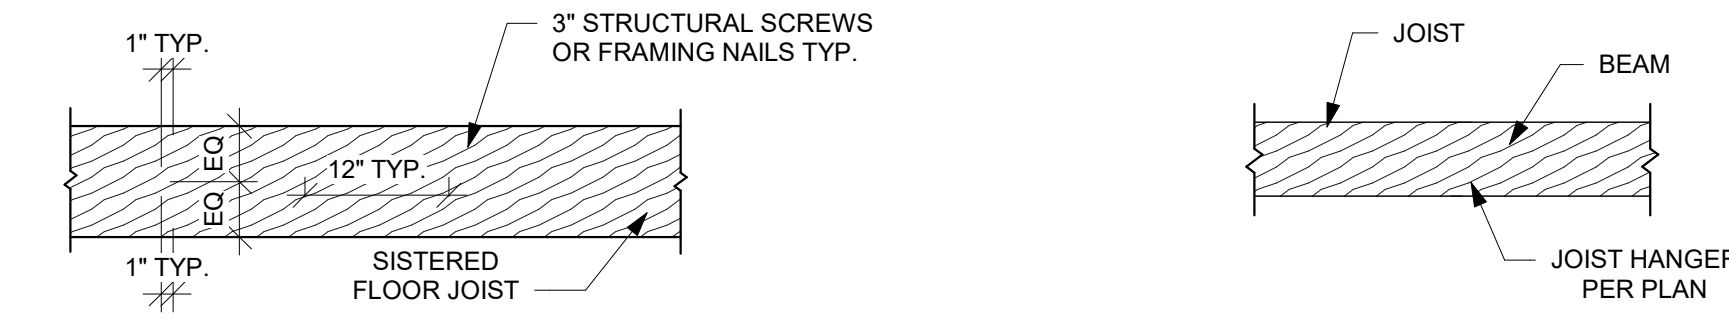 1" TYP.
3" STRUCTURAL SCREWS
OR FRAMING NAILS TYP.
EQ
EQ
12" TYP.
1" TYP.
SISTERED
FLOOR JOIST
JOIST
BEAM
JOIST HANGER
PER PLAN